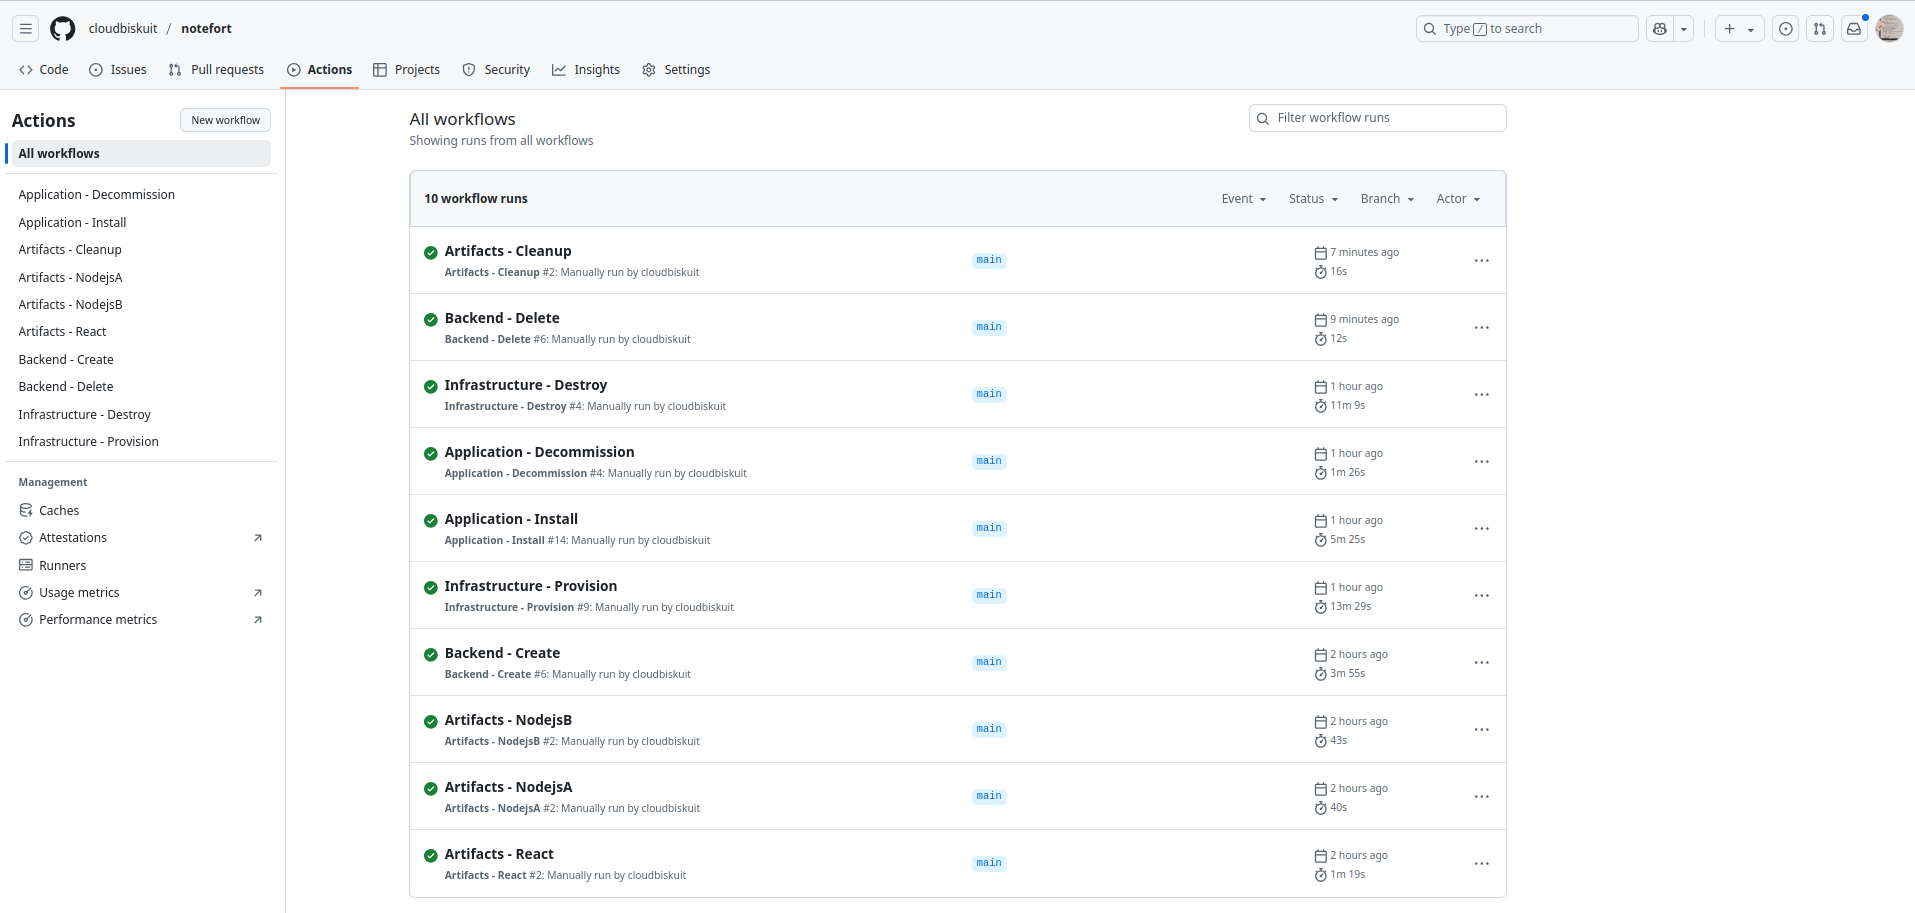 cloudbiskuit / notefort
Type / to search
Code Issues Pull requests Actions Projects Security Insights Settings
Actions
New workflow
All workflows
Application - Decommission
Application - Install
Artifacts - Cleanup
Artifacts - NodejsA
Artifacts - NodejsB
Artifacts - React
Backend - Create
Backend - Delete
Infrastructure - Destroy
Infrastructure - Provision
Management
Caches
Attestations
Runners
Usage metrics
Performance metrics
All workflows
Showing runs from all workflows
Filter workflow runs
10 workflow runs
Event Status Branch Actor
Artifacts - Cleanup
Artifacts - Cleanup #2: Manually run by cloudbiskuit
main
7 minutes ago
16s
Backend - Delete
Backend - Delete #6: Manually run by cloudbiskuit
main
9 minutes ago
12s
Infrastructure - Destroy
Infrastructure - Destroy #4: Manually run by cloudbiskuit
main
1 hour ago
11m 9s
Application - Decommission
Application - Decommission #4: Manually run by cloudbiskuit
main
1 hour ago
1m 26s
Application - Install
Application - Install #14: Manually run by cloudbiskuit
main
1 hour ago
5m 25s
Infrastructure - Provision
Infrastructure - Provision #9: Manually run by cloudbiskuit
main
1 hour ago
13m 29s
Backend - Create
Backend - Create #6: Manually run by cloudbiskuit
main
2 hours ago
3m 55s
Artifacts - NodejsB
Artifacts - NodejsB #2: Manually run by cloudbiskuit
main
2 hours ago
43s
Artifacts - NodejsA
Artifacts - NodejsA #2: Manually run by cloudbiskuit
main
2 hours ago
40s
Artifacts - React
Artifacts - React #2: Manually run by cloudbiskuit
main
2 hours ago
1m 19s